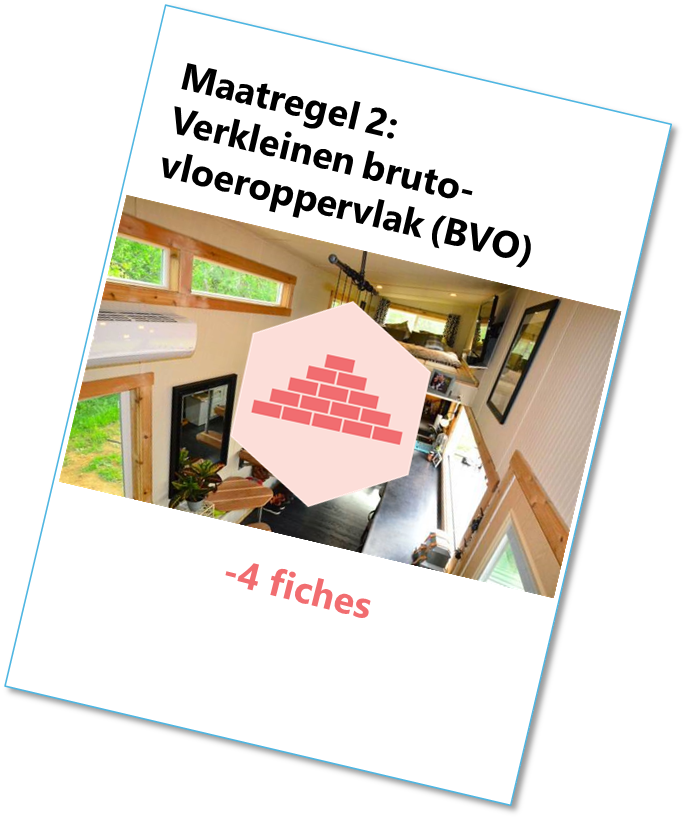 Maatregel 2:
Verkleinen bruto-
vloeroppervlak (BVO)
-4 fiches